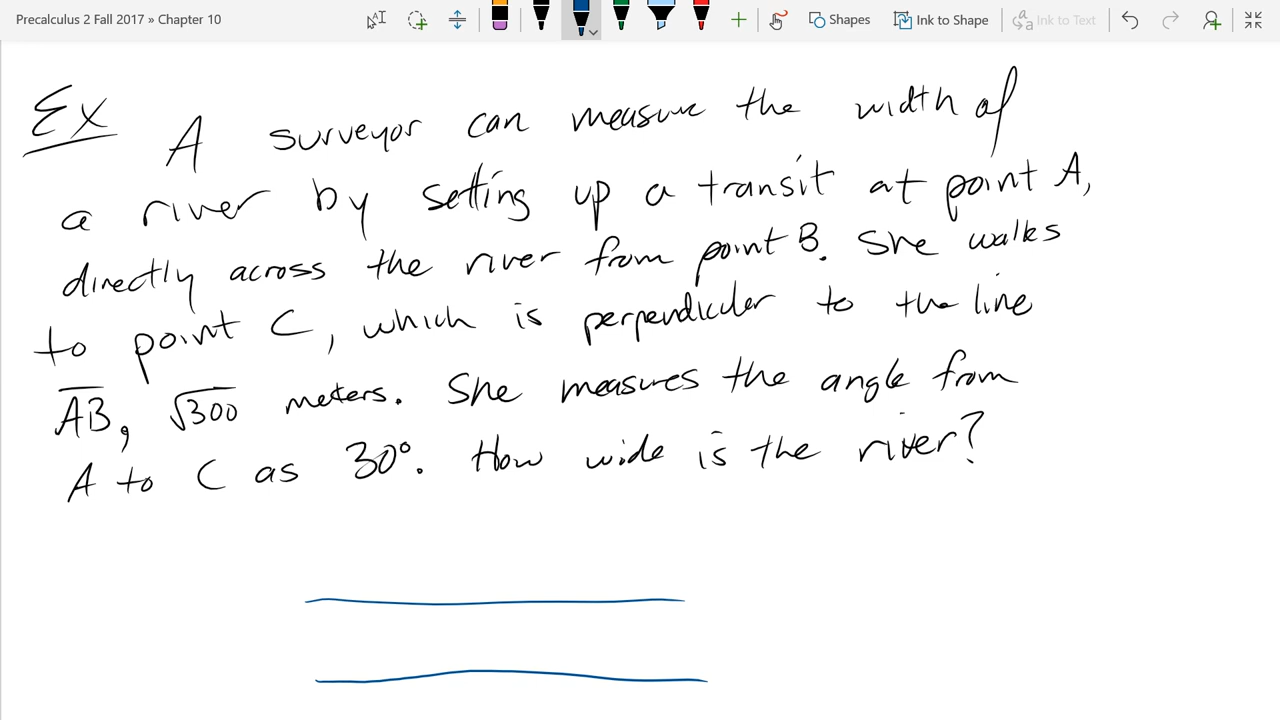 Precalculus 2 Fall 2017 » Chapter 10
Shapes
Ink to Shape
Ink to Text
Ex A surveyor can measure the width of
a river by setting up a transit at point A,
directly across the river from point B. She walks
to point C, which is perpendicular to the line
A̅B̅, √300 meters. She measures the angle from
A to C as 30°. How wide is the river?